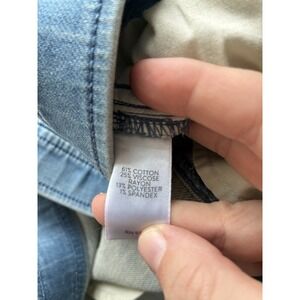 61% COTTON
25% VISCOSE
RAYON
13% POLYESTER
1% SPANDEX